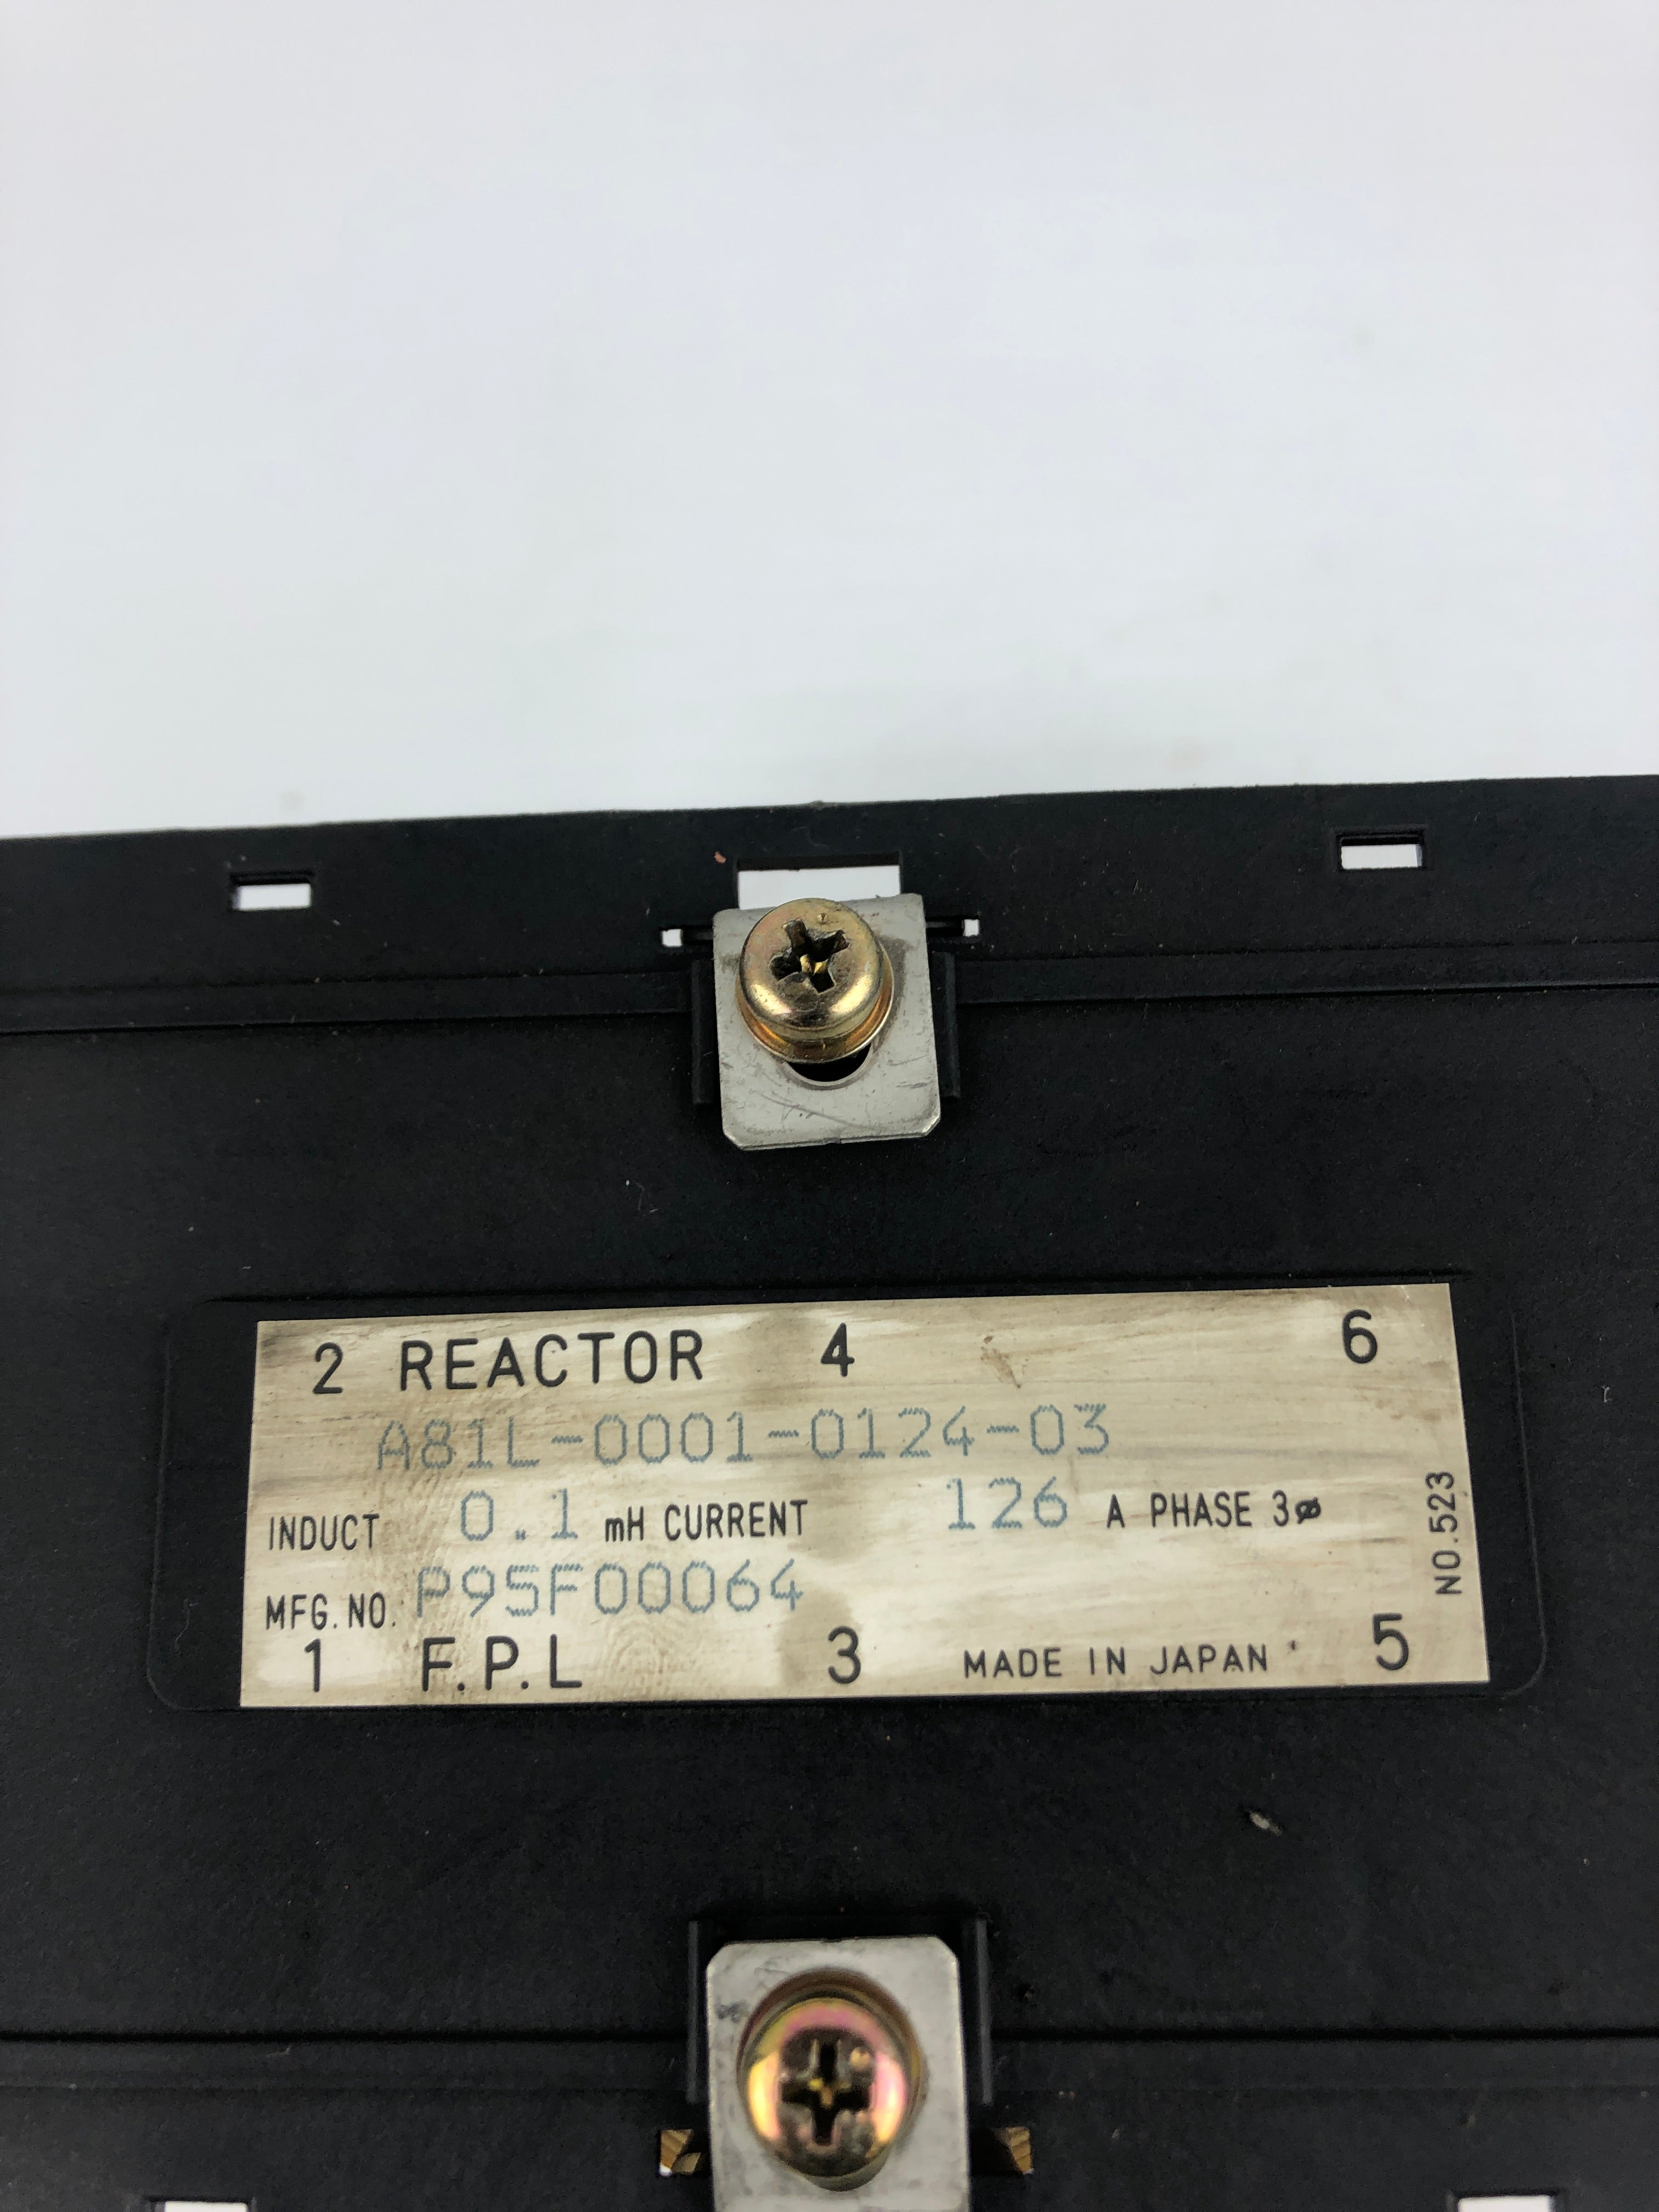 2 REACTOR 4 6
A81L-0001-0124-03
INDUCT 0.1 mH CURRENT 126 A PHASE 3ø
MFG. NO. P95F00064
1 F.P.L 3 MADE IN JAPAN 5
NO.523